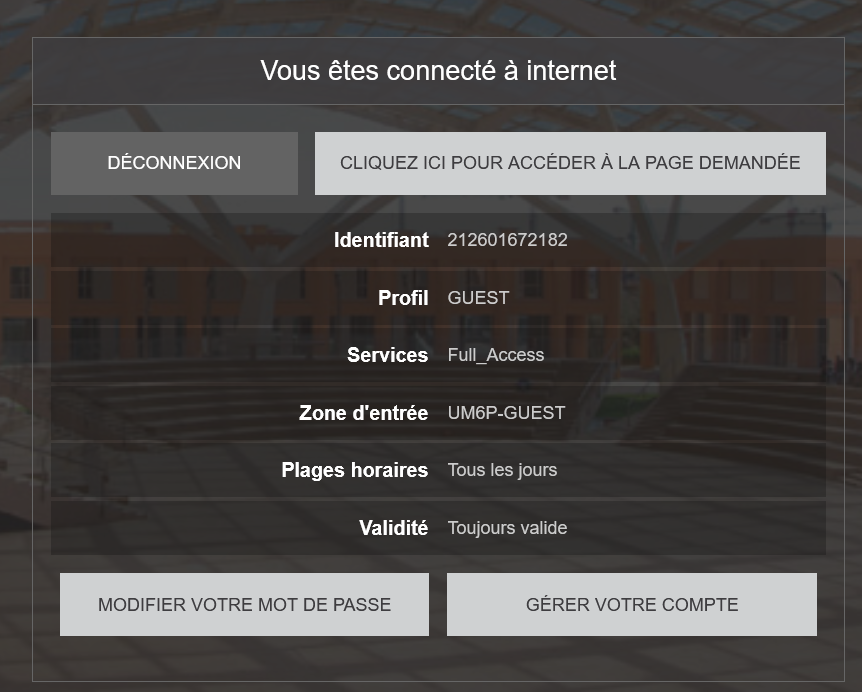 Vous êtes connecté à internet
DÉCONNEXION
CLIQUEZ ICI POUR ACCÉDER À LA PAGE DEMANDÉE
Identifiant 212601672182
Profil GUEST
Services Full_Access
Zone d'entrée UM6P-GUEST
Plages horaires Tous les jours
Validité Toujours valide
MODIFIER VOTRE MOT DE PASSE
GÉRER VOTRE COMPTE